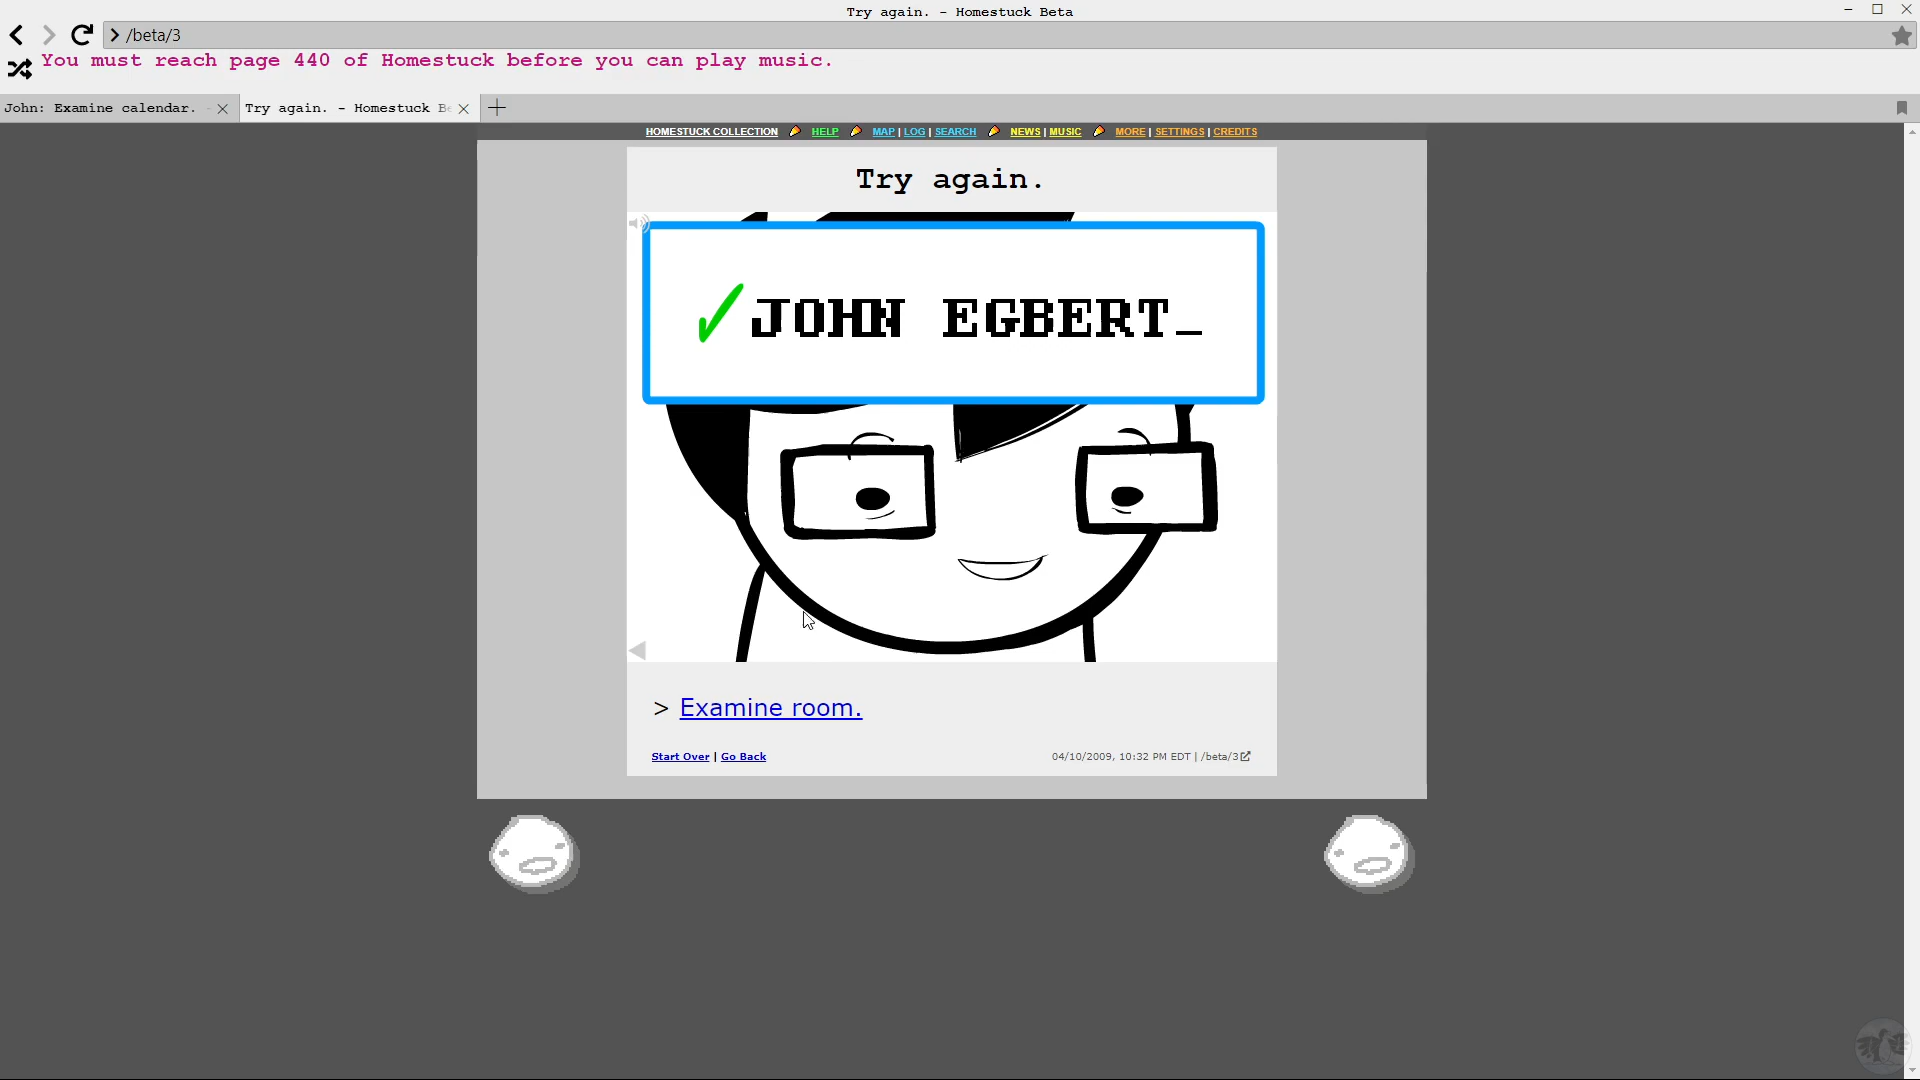 Try again. - Homestuck Beta
/beta/3
You must reach page 440 of Homestuck before you can play music.
John: Examine calendar. -
Try again. - Homestuck Be
HOMESTUCK COLLECTION HELP MAP | LOG | SEARCH NEWS | MUSIC MORE | SETTINGS | CREDITS
Try again.
JOHN EGBERT_
> Examine room.
Start Over | Go Back
04/10/2009, 10:32 PM EDT | /beta/3